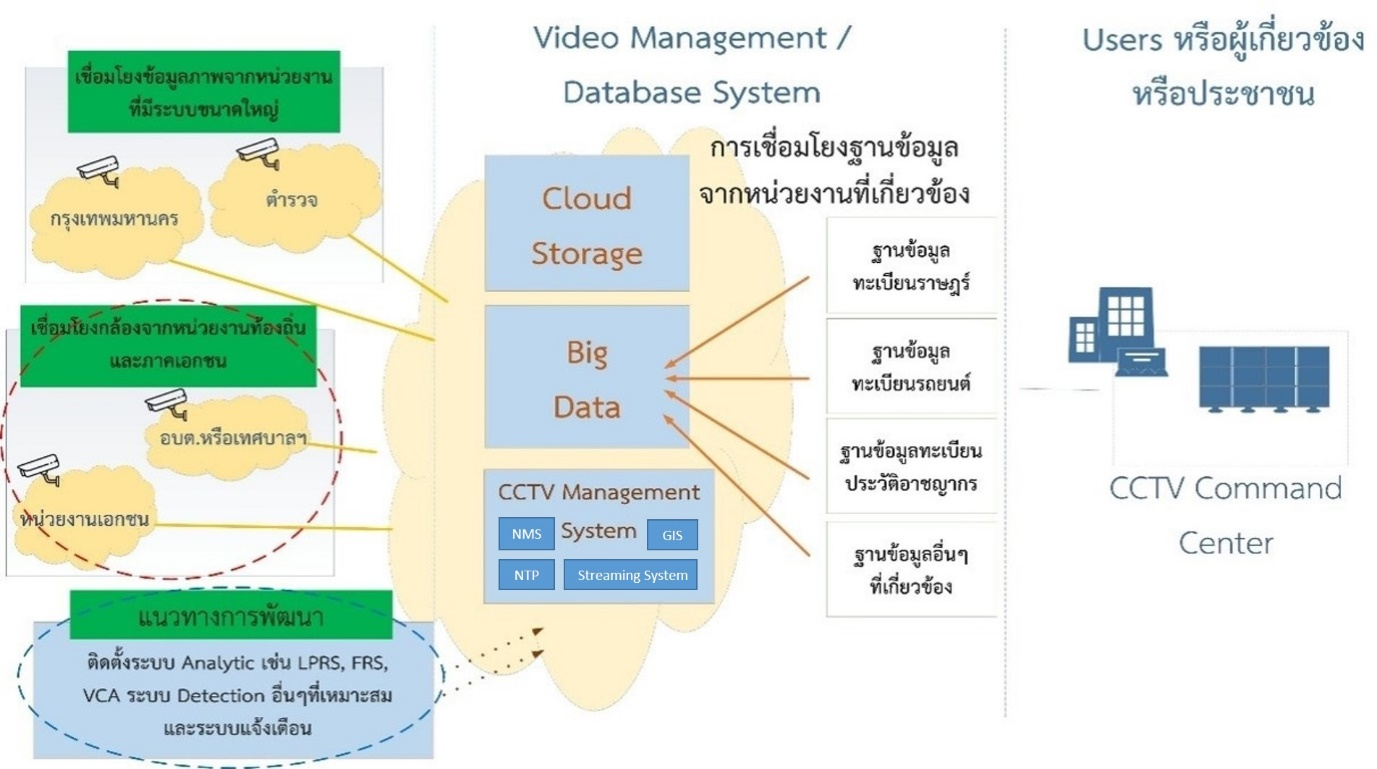 เชื่อมโยงข้อมูลภาพจากหน่วยงาน
ที่มีระบบขนาดใหญ่
กรุงเทพมหานคร
ตำรวจ
เชื่อมโยงกล้องจากหน่วยงานท้องถิ่น
และภาคเอกชน
อบต.หรือเทศบาลฯ
หน่วยงานเอกชน
แนวทางการพัฒนา
ติดตั้งระบบ Analytic เช่น LPRS, FRS,
VCA ระบบ Detection อื่นๆที่เหมาะสม
และระบบแจ้งเตือน
Video Management /
Database System
Cloud
Storage
Big
Data
CCTV Management
System
NMS
GIS
NTP
Streaming System
การเชื่อมโยงฐานข้อมูล
จากหน่วยงานที่เกี่ยวข้อง
ฐานข้อมูล
ทะเบียนราษฎร์
ฐานข้อมูล
ทะเบียนรถยนต์
ฐานข้อมูลทะเบียน
ประวัติอาชญากร
ฐานข้อมูลอื่นๆ
ที่เกี่ยวข้อง
Users หรือผู้เกี่ยวข้อง
หรือประชาชน
CCTV Command
Center